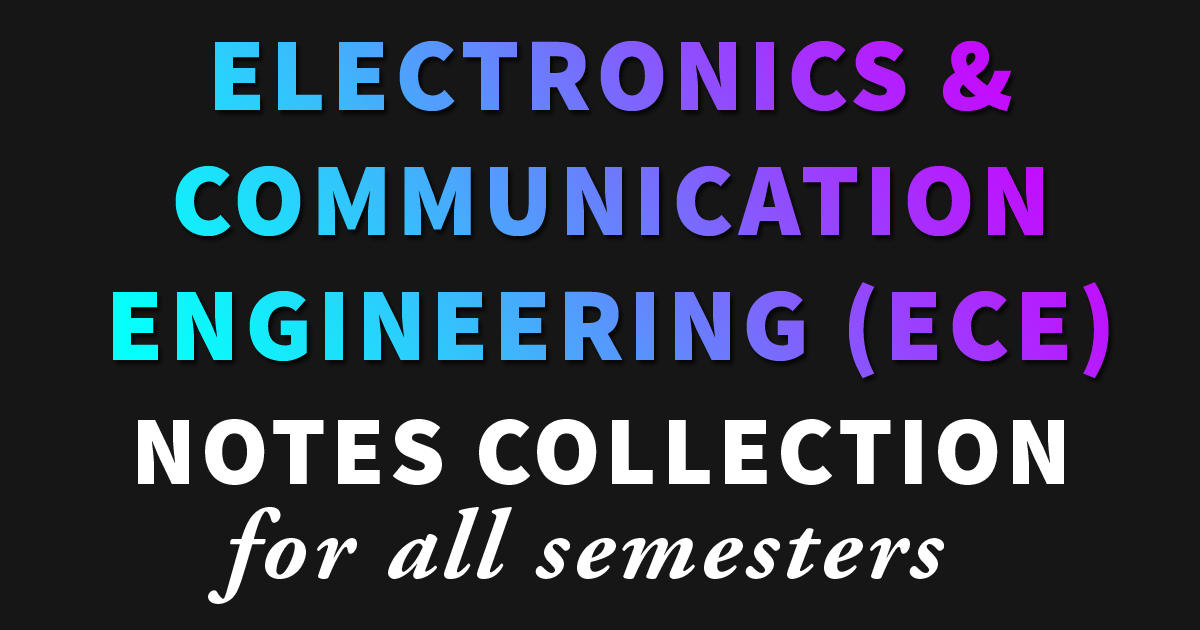 ELECTRONICS &
COMMUNICATION
ENGINEERING (ECE)
NOTES COLLECTION
for all semesters